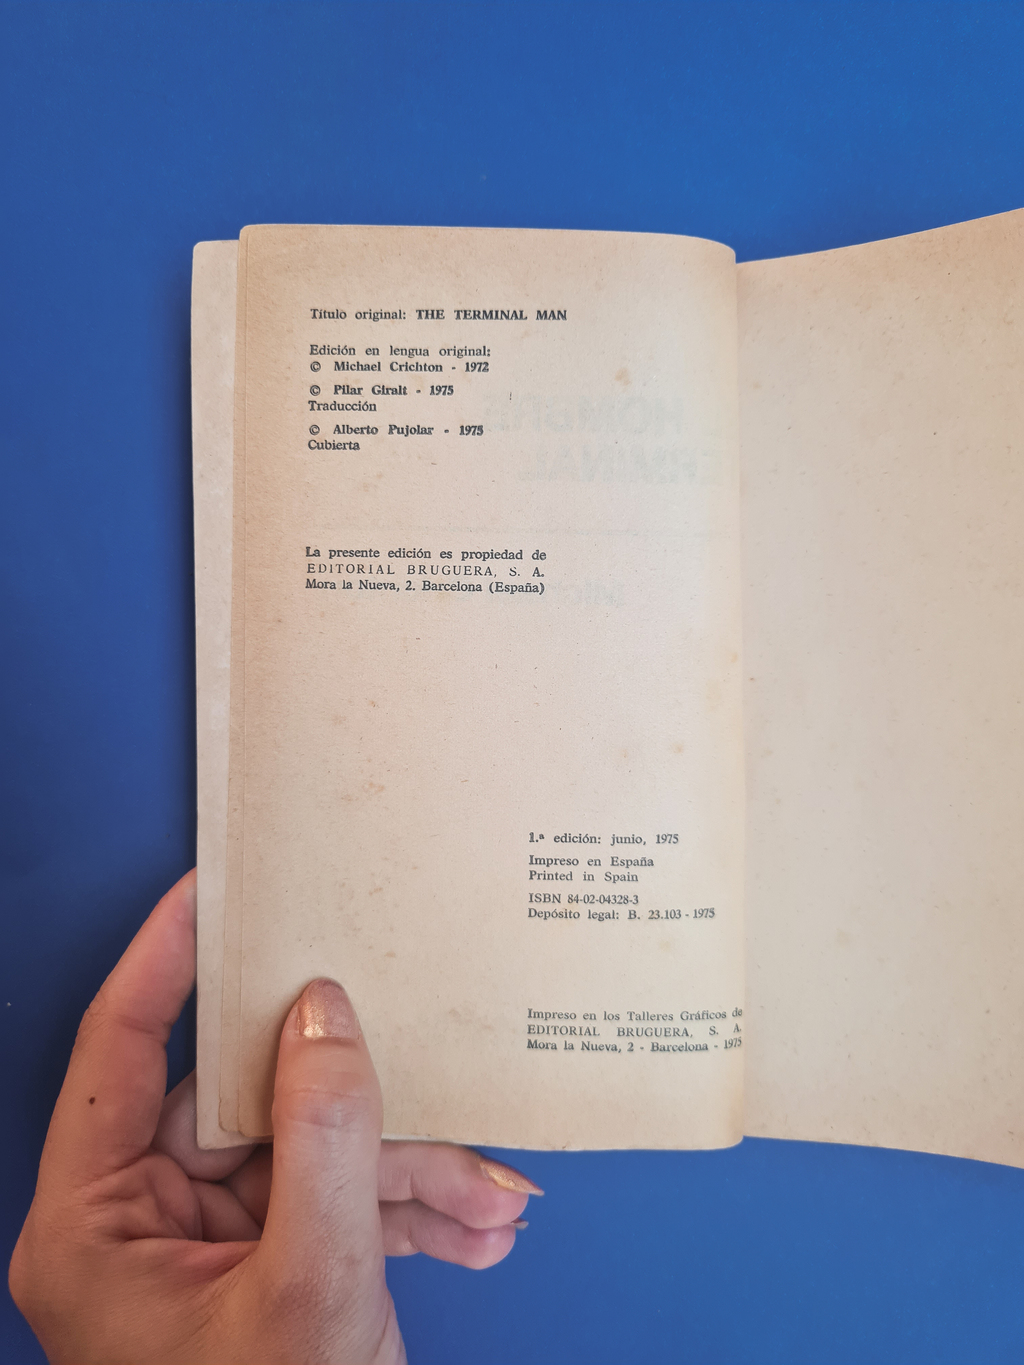 Título original: THE TERMINAL MAN
Edición en lengua original:
© Michael Crichton - 1972
© Pilar Giralt - 1975
Traducción
© Alberto Pujolar - 1975
Cubierta
La presente edición es propiedad de
EDITORIAL BRUGUERA, S. A.
Mora la Nueva, 2. Barcelona (España)
1.ª edición: junio, 1975
Impreso en España
Printed in Spain
ISBN 84-02-04328-3
Depósito legal: B. 23.103 - 1975
Impreso en los Talleres Gráficos de
EDITORIAL BRUGUERA, S. A.
Mora la Nueva, 2 - Barcelona - 1975